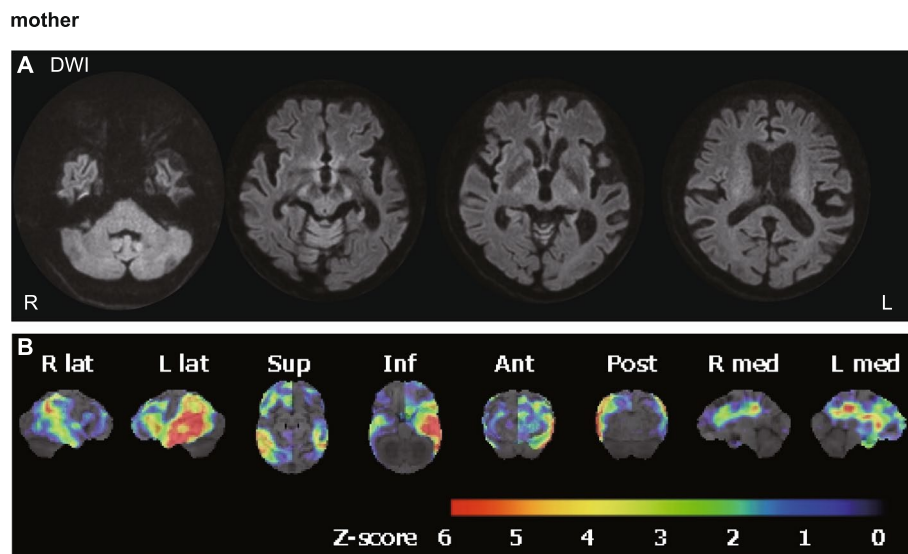 mother
A DWI
R L
B
R lat L lat Sup Inf Ant Post R med L med
Z-score 6 5 4 3 2 1 0